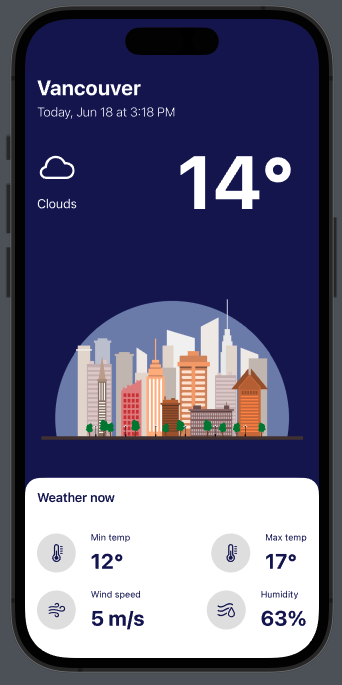 Vancouver
Today, Jun 18 at 3:18 PM
14°
Clouds
Weather now
Min temp
12°
Max temp
17°
Wind speed
5 m/s
Humidity
63%